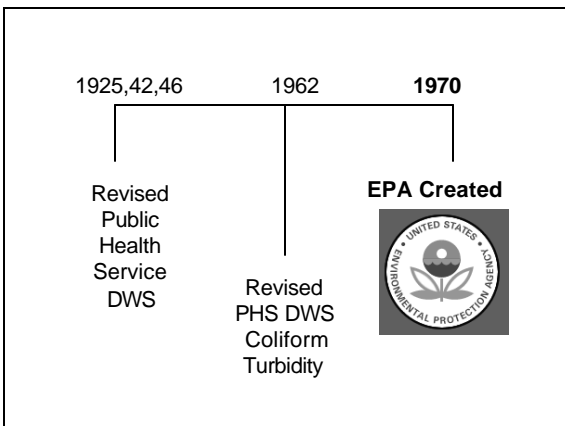 1925,42,46 1962 1970
Revised
Public
Health
Service
DWS
Revised
PHS DWS
Coliform
Turbidity
EPA Created
UNITED STATES
ENVIRONMENTAL PROTECTION AGENCY